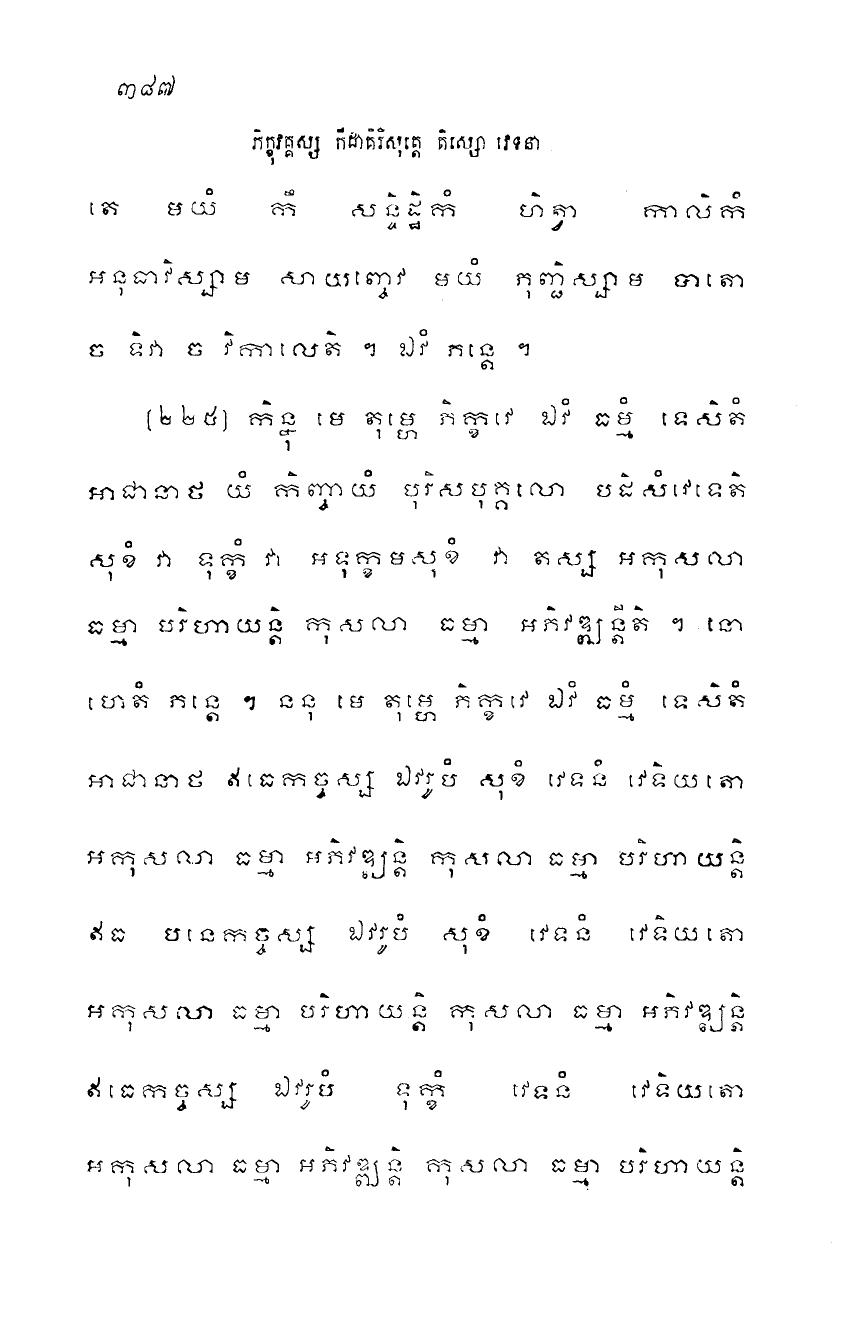 ៣៨៧
ភិក្ខុវគ្គស្ស កីដាគិរិសុត្តេ តិស្សោ វេទនា
តេ មយំ កឹ សន្ទិដ្ឋិកំ ហិត្វា កាលិកំ
អនុធាវិស្សាម សាយញ្ចេវ មយំ ភុញ្ជិស្សាម បាតោ
ច ទិវា ច វិកាលេតិ ។ ឯវំ ភន្តេ ។
[២២៥] កិន្នុ មេ តុម្ហេ ភិក្ខវេ ឯវំ ធម្មំ ទេសិតំ
អាជានាថ យំ កិញ្ចាយំ បុរិសបុគ្គលោ បដិសំវេទេតិ
សុខំ វា ទុក្ខំ វា អទុក្ខមសុខំ វា តស្ស អកុសលា
ធម្មា បរិហាយន្តិ កុសលា ធម្មា អភិវឌ្ឍន្តីតិ ។ នោ
ហេតំ ភន្តេ ។ ននុ មេ តុម្ហេ ភិក្ខវេ ឯវំ ធម្មំ ទេសិតំ
អាជានាថ ឥធេកច្ចស្ស ឯវរូបំ សុខំ វេទនំ វេទិយតោ
អកុសលា ធម្មា អភិវឌ្ឍន្តិ កុសលា ធម្មា បរិហាយន្តិ
ឥធ បនេកច្ចស្ស ឯវរូបំ សុខំ វេទនំ វេទិយតោ
អកុសលា ធម្មា បរិហាយន្តិ កុសលា ធម្មា អភិវឌ្ឍន្តិ
ឥធេកច្ចស្ស ឯវរូបំ ទុក្ខំ វេទនំ វេទិយតោ
អកុសលា ធម្មា អភិវឌ្ឍន្តិ កុសលា ធម្មា បរិហាយន្តិ